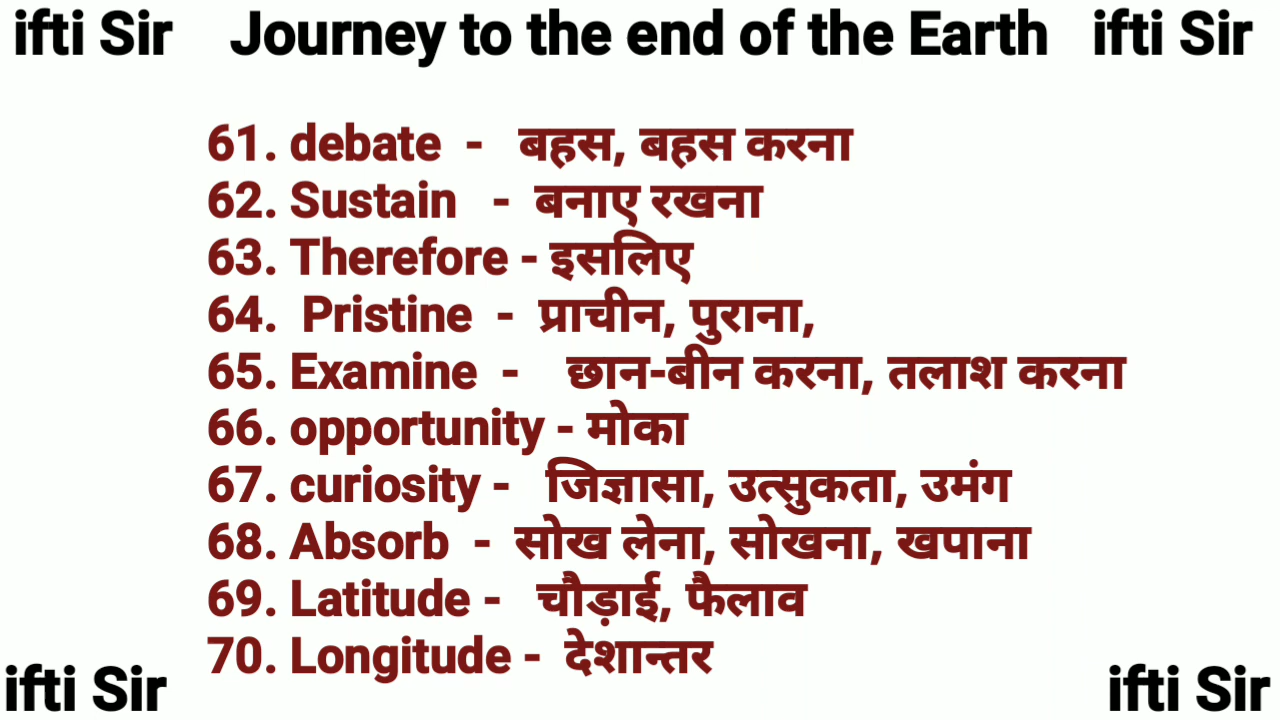 ifti Sir Journey to the end of the Earth ifti Sir
61. debate - बहस, बहस करना
62. Sustain - बनाए रखना
63. Therefore - इसलिए
64. Pristine - प्राचीन, पुराना,
65. Examine - छान-बीन करना, तलाश करना
66. opportunity - मोका
67. curiosity - जिज्ञासा, उत्सुकता, उमंग
68. Absorb - सोख लेना, सोखना, खपाना
69. Latitude - चौड़ाई, फैलाव
70. Longitude - देशान्तर
ifti Sir ifti Sir